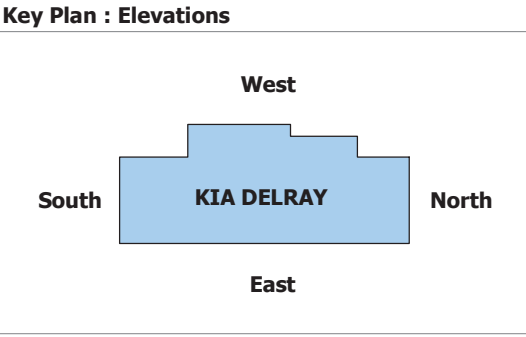 Key Plan : Elevations
West
South
KIA DELRAY
North
East